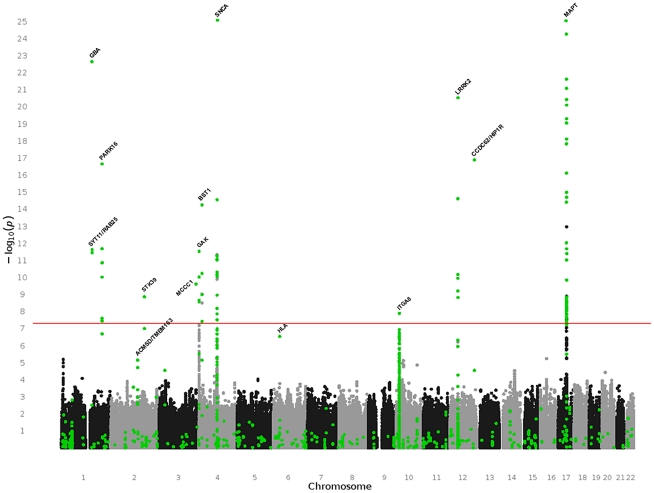 SNCA
MAPT
GBA
LRRK2
PARK16
CCDC62/HIP1R
BST1
SYT11/RAB25
GAK
STK39
MCCC1
ITGA8
HLA
ACMSD/TMEM163
25
24
23
22
21
20
19
18
17
16
15
14
13
12
11
10
9
8
7
6
5
4
3
2
1
−log10(p)
1 2 3 4 5 6 7 8 9 10 11 12 13 14 15 16 17 18 19 20 21 22
Chromosome